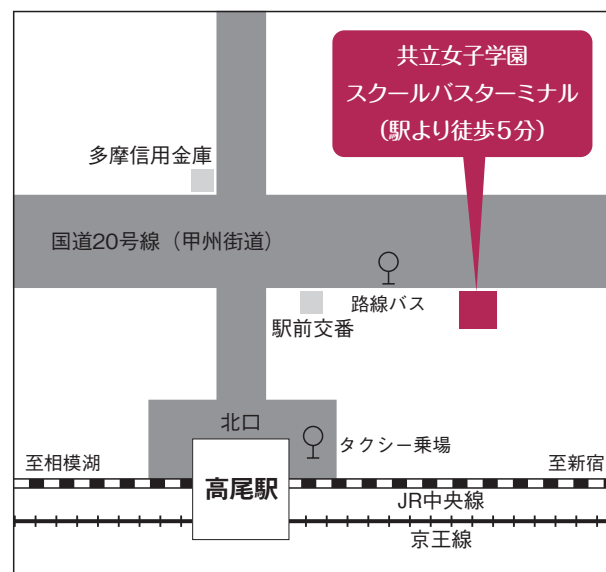 共立女子学園
スクールバスターミナル
(駅より徒歩5分)
多摩信用金庫
国道20号線（甲州街道）
路線バス
駅前交番
北口
タクシー乗場
至相模湖
至新宿
高尾駅
JR中央線
京王線